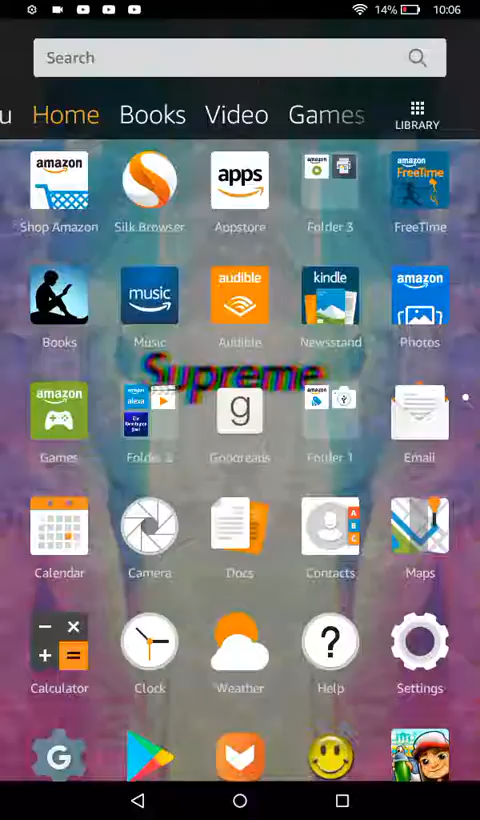 14% 10:06
Search
u Home Books Video Games LIBRARY
amazon apps amazon amazon FreeTime
Shop Amazon Silk Browser Appstore Folder 3 FreeTime
music audible kindle amazon
Books Music Audible Newsstand Photos
Supreme
amazon amazon alexa g amazon
Games Folder 2 Goodreads Folder 1 Email
A
B
C
Calendar Camera Docs Contacts Maps
Calculator Clock Weather Help Settings
G